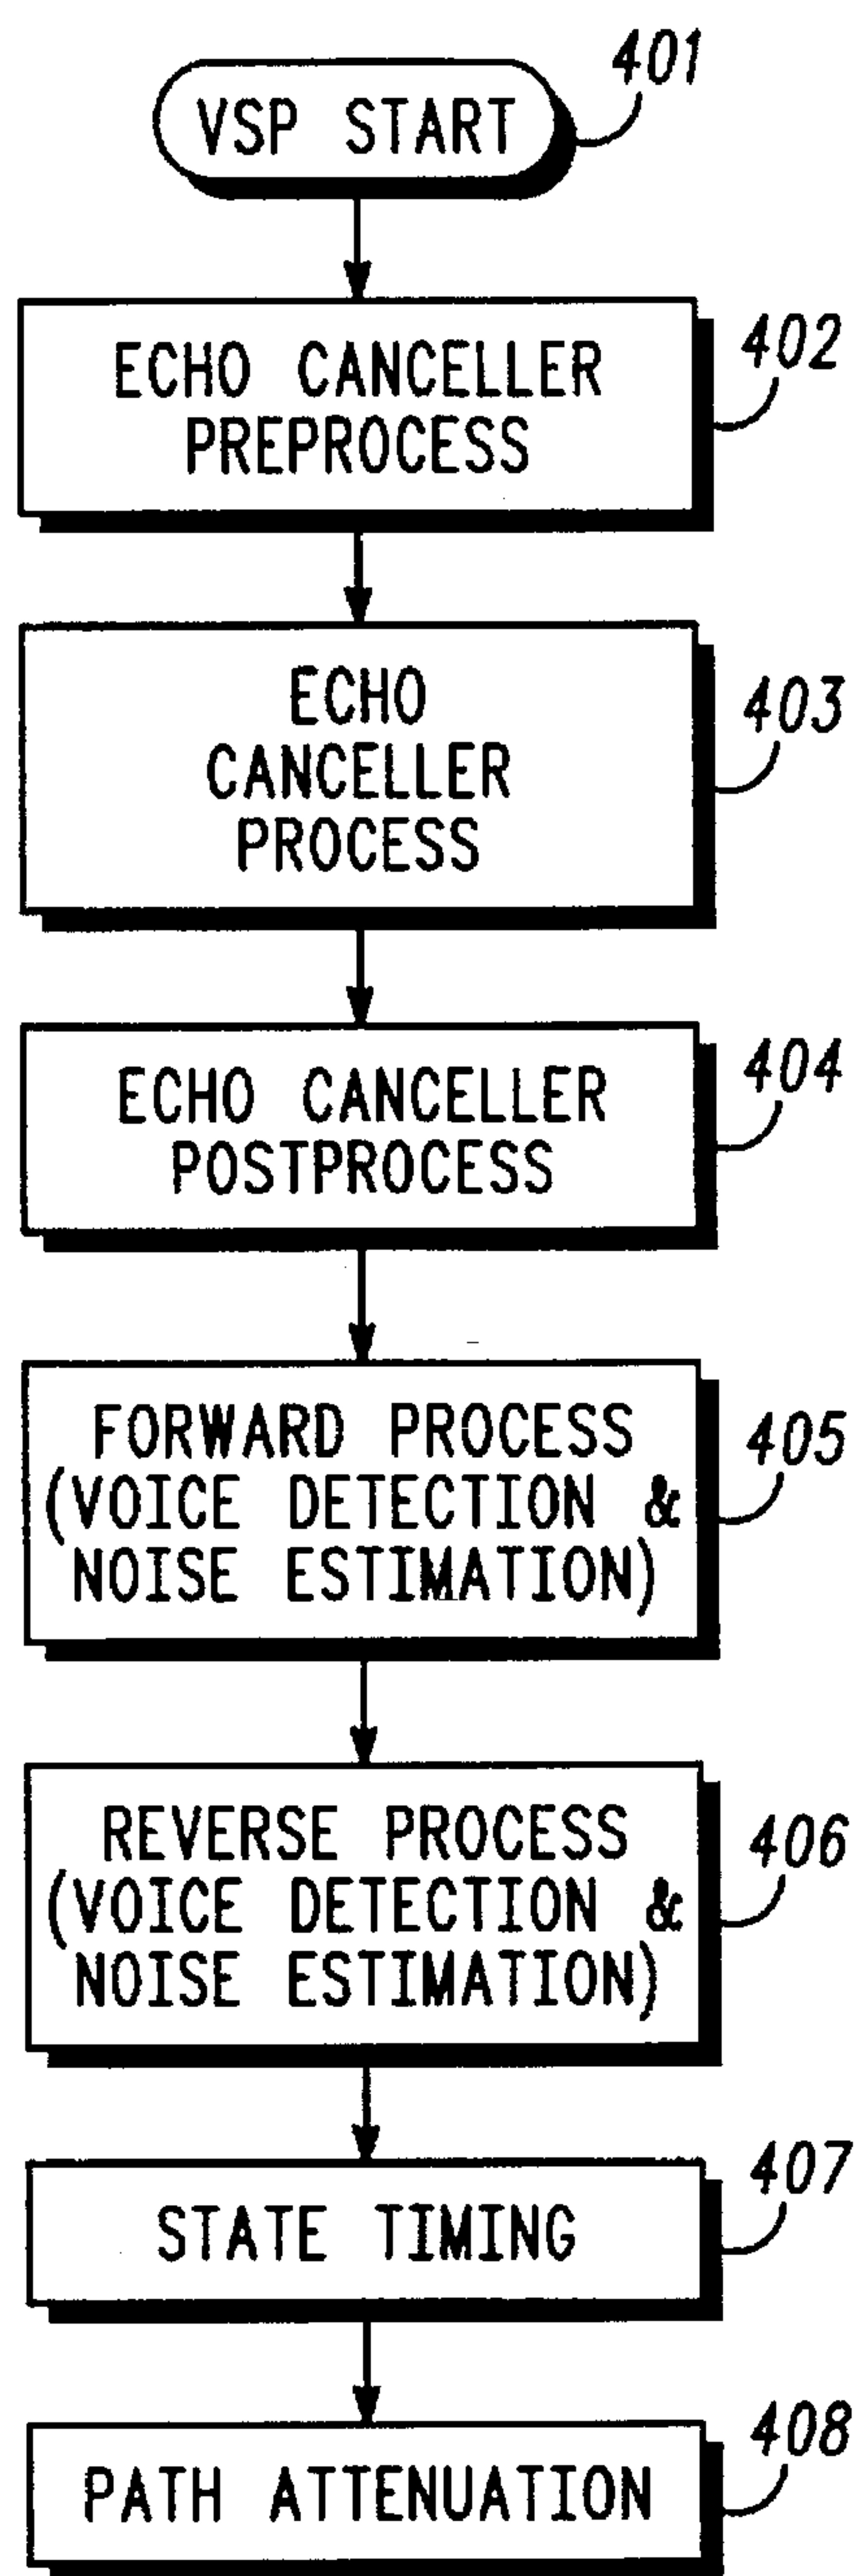 VSP START
401
ECHO CANCELLER
PREPROCESS
402
ECHO
CANCELLER
PROCESS
403
ECHO CANCELLER
POSTPROCESS
404
FORWARD PROCESS
(VOICE DETECTION &
NOISE ESTIMATION)
405
REVERSE PROCESS
(VOICE DETECTION &
NOISE ESTIMATION)
406
STATE TIMING
407
PATH ATTENUATION
408